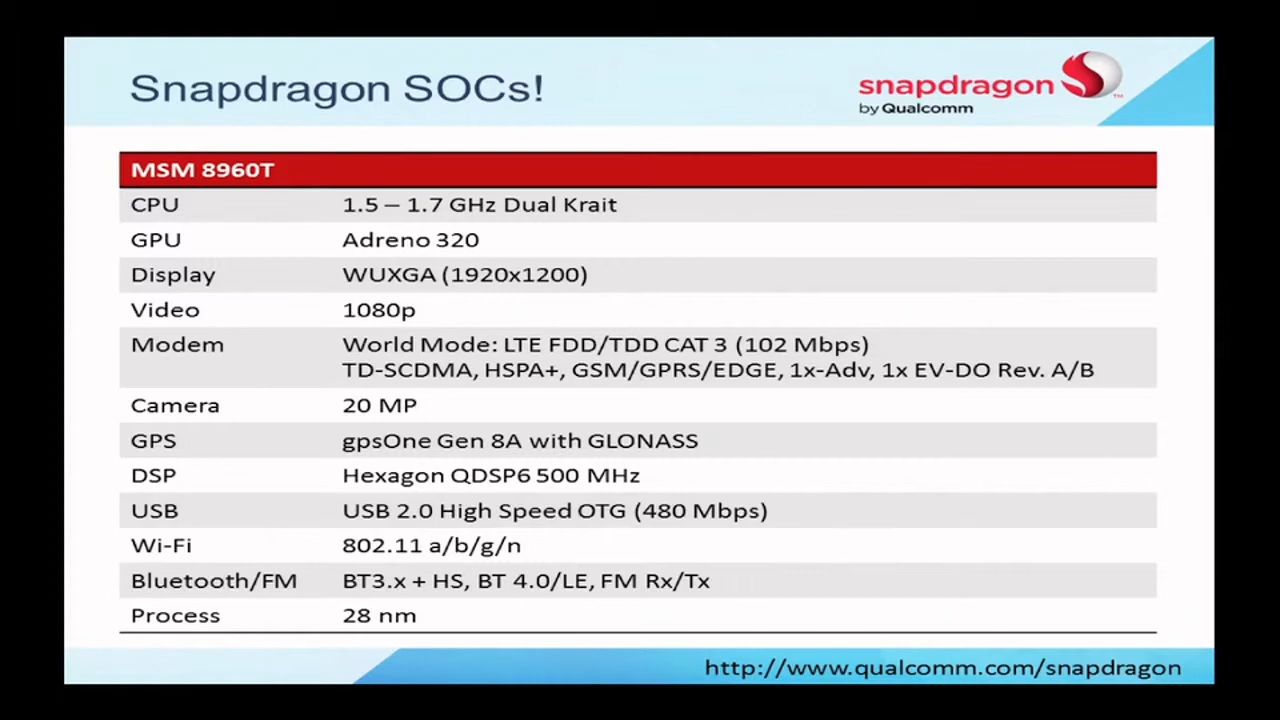 Snapdragon SOCs!
snapdragon
by Qualcomm
MSM 8960T
CPU 1.5 – 1.7 GHz Dual Krait
GPU Adreno 320
Display WUXGA (1920x1200)
Video 1080p
Modem World Mode: LTE FDD/TDD CAT 3 (102 Mbps)
TD-SCDMA, HSPA+, GSM/GPRS/EDGE, 1x-Adv, 1x EV-DO Rev. A/B
Camera 20 MP
GPS gpsOne Gen 8A with GLONASS
DSP Hexagon QDSP6 500 MHz
USB USB 2.0 High Speed OTG (480 Mbps)
Wi-Fi 802.11 a/b/g/n
Bluetooth/FM BT3.x + HS, BT 4.0/LE, FM Rx/Tx
Process 28 nm
http://www.qualcomm.com/snapdragon